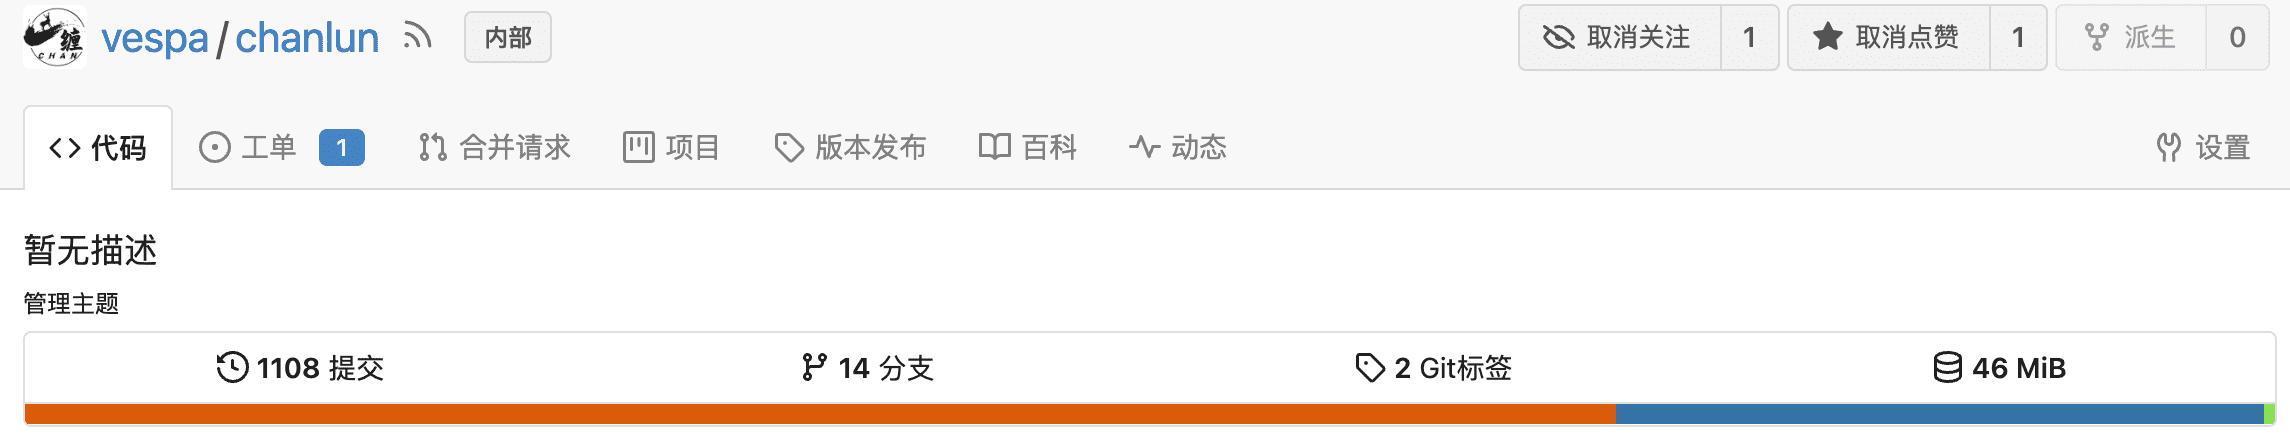 缠
CHAN
vespa/chanlun 内部 取消关注 1 取消点赞 1 派生 0
代码 工单 1 合并请求 项目 版本发布 百科 动态 设置
暂无描述
管理主题
1108 提交 14 分支 2 Git标签 46 MiB